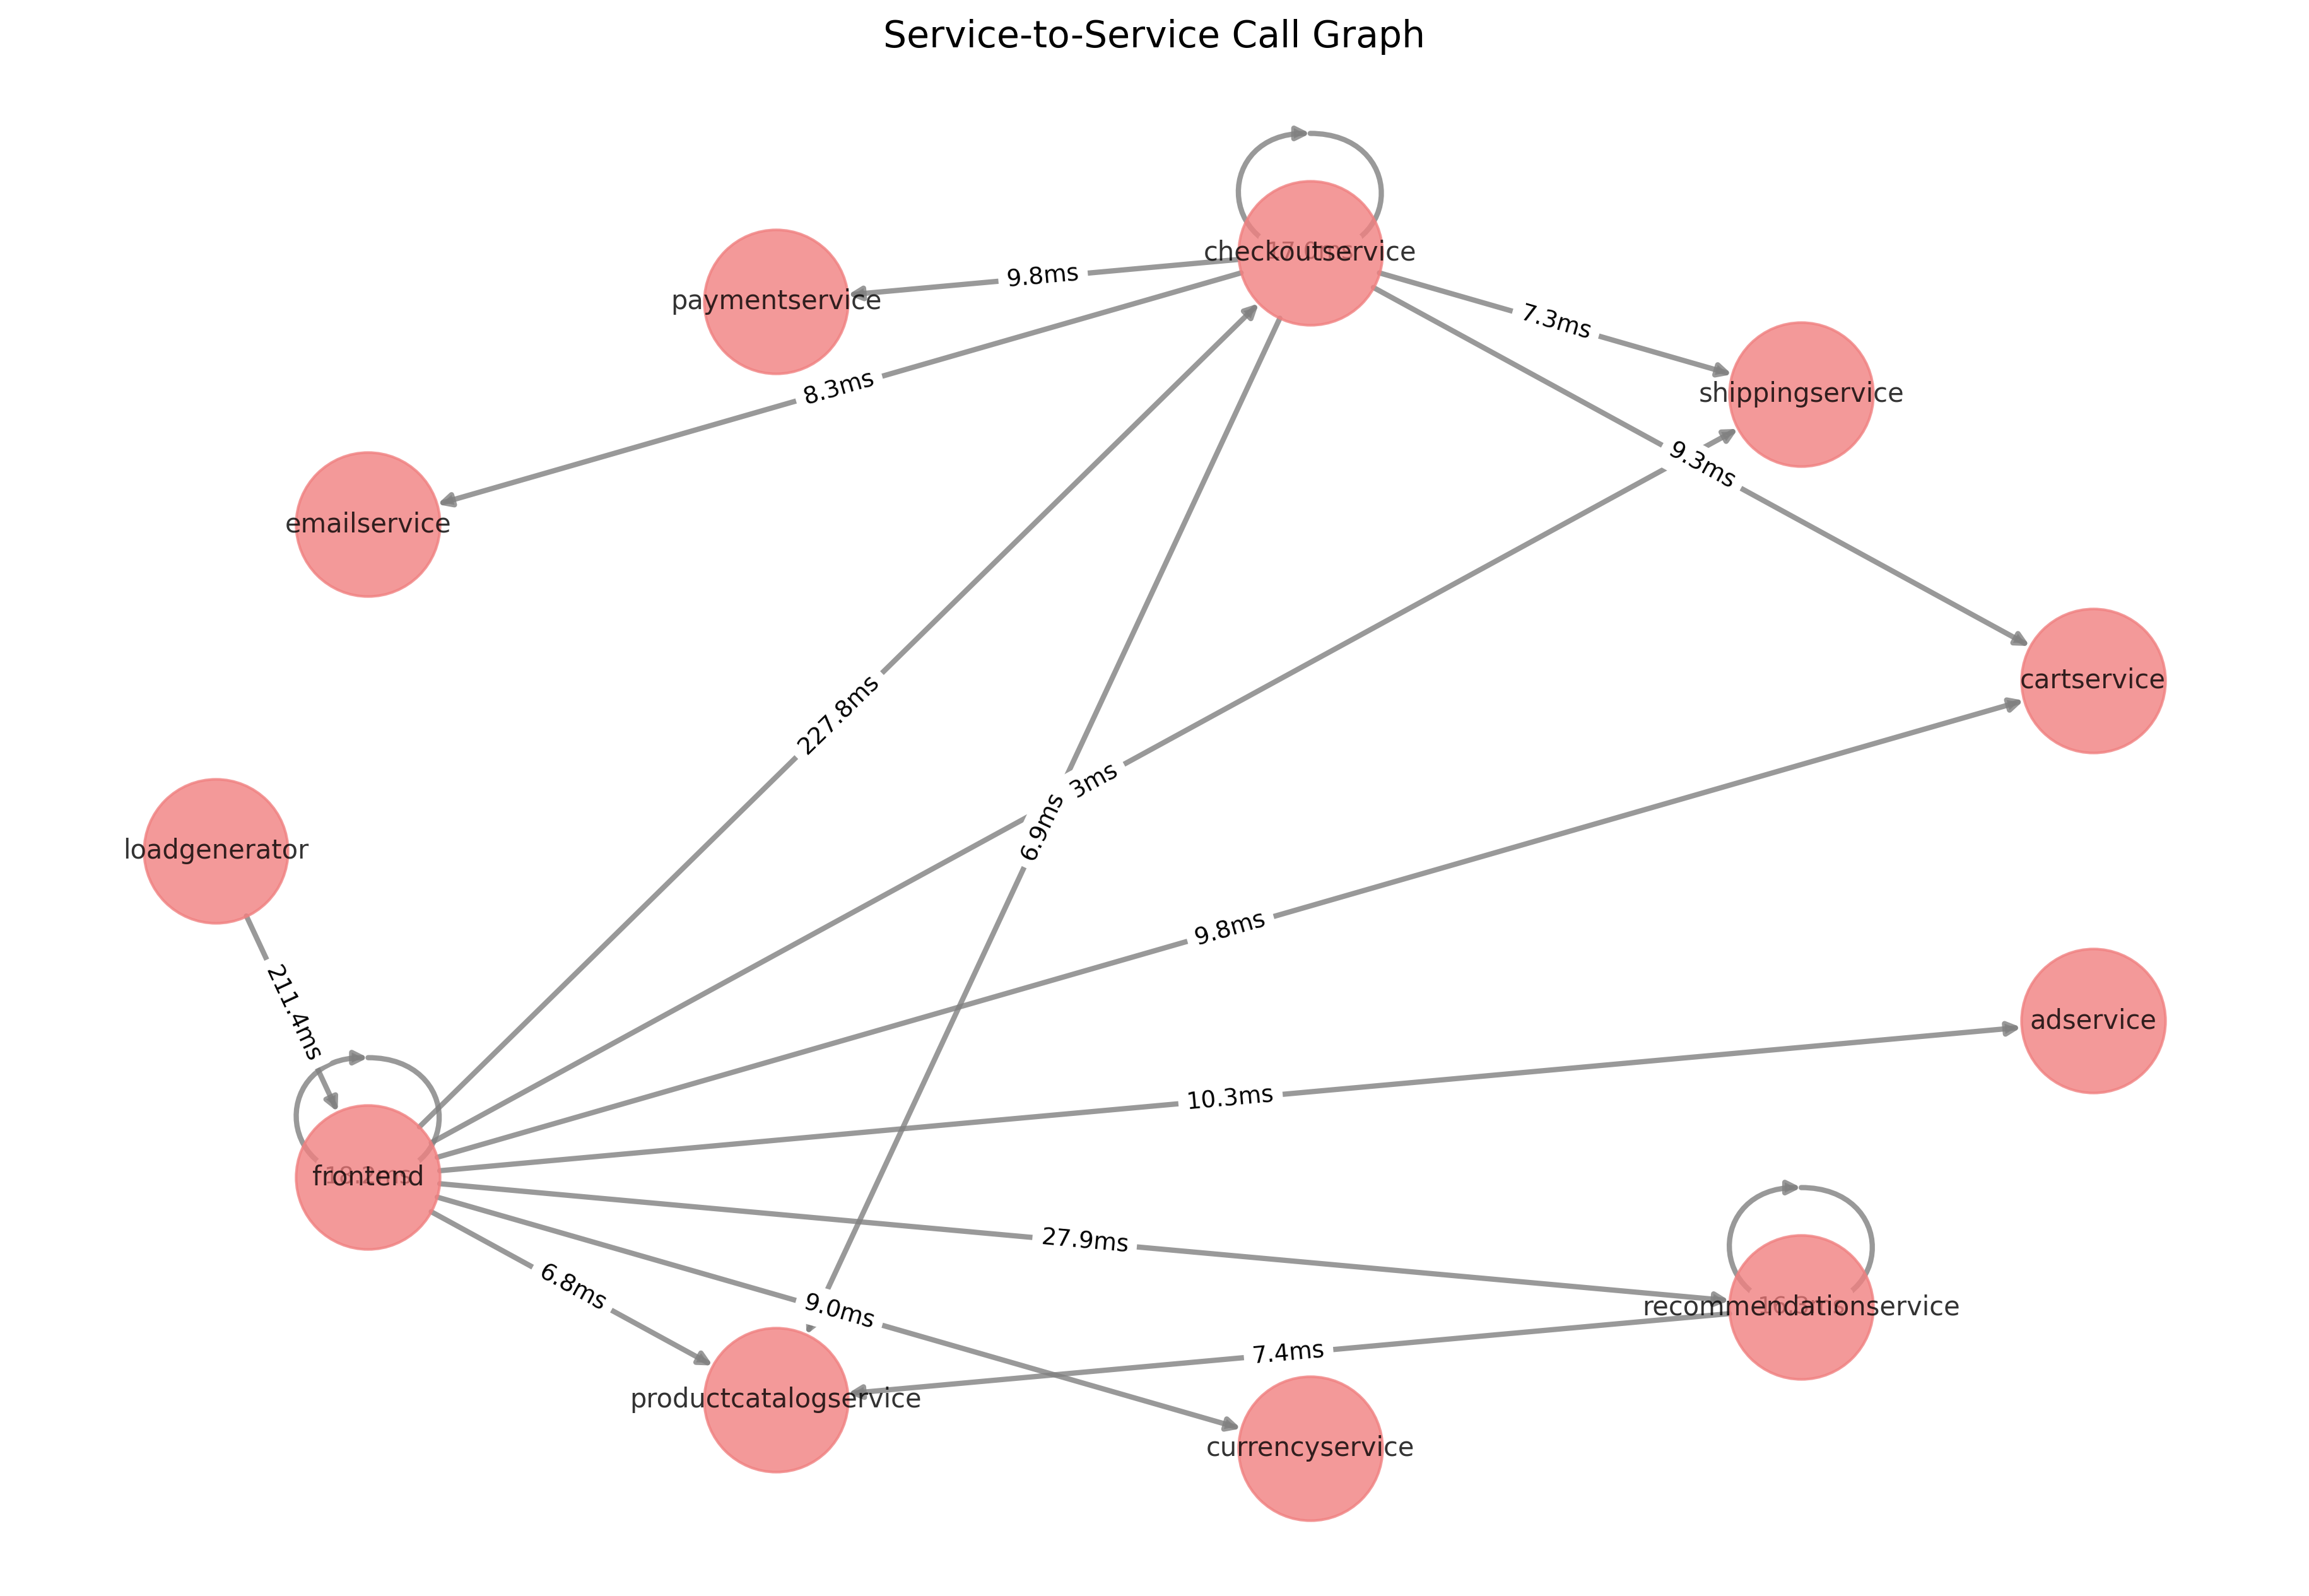 Service-to-Service Call Graph
checkoutservice
9.8ms
paymentservice
7.3ms
8.3ms
shippingservice
9.3ms
emailservice
cartservice
227.8ms
3ms
6.9ms
loadgenerator
9.8ms
211.4ms
adservice
10.3ms
frontend
27.9ms
6.8ms
9.0ms
recommendationservice
7.4ms
productcatalogservice
currencyservice